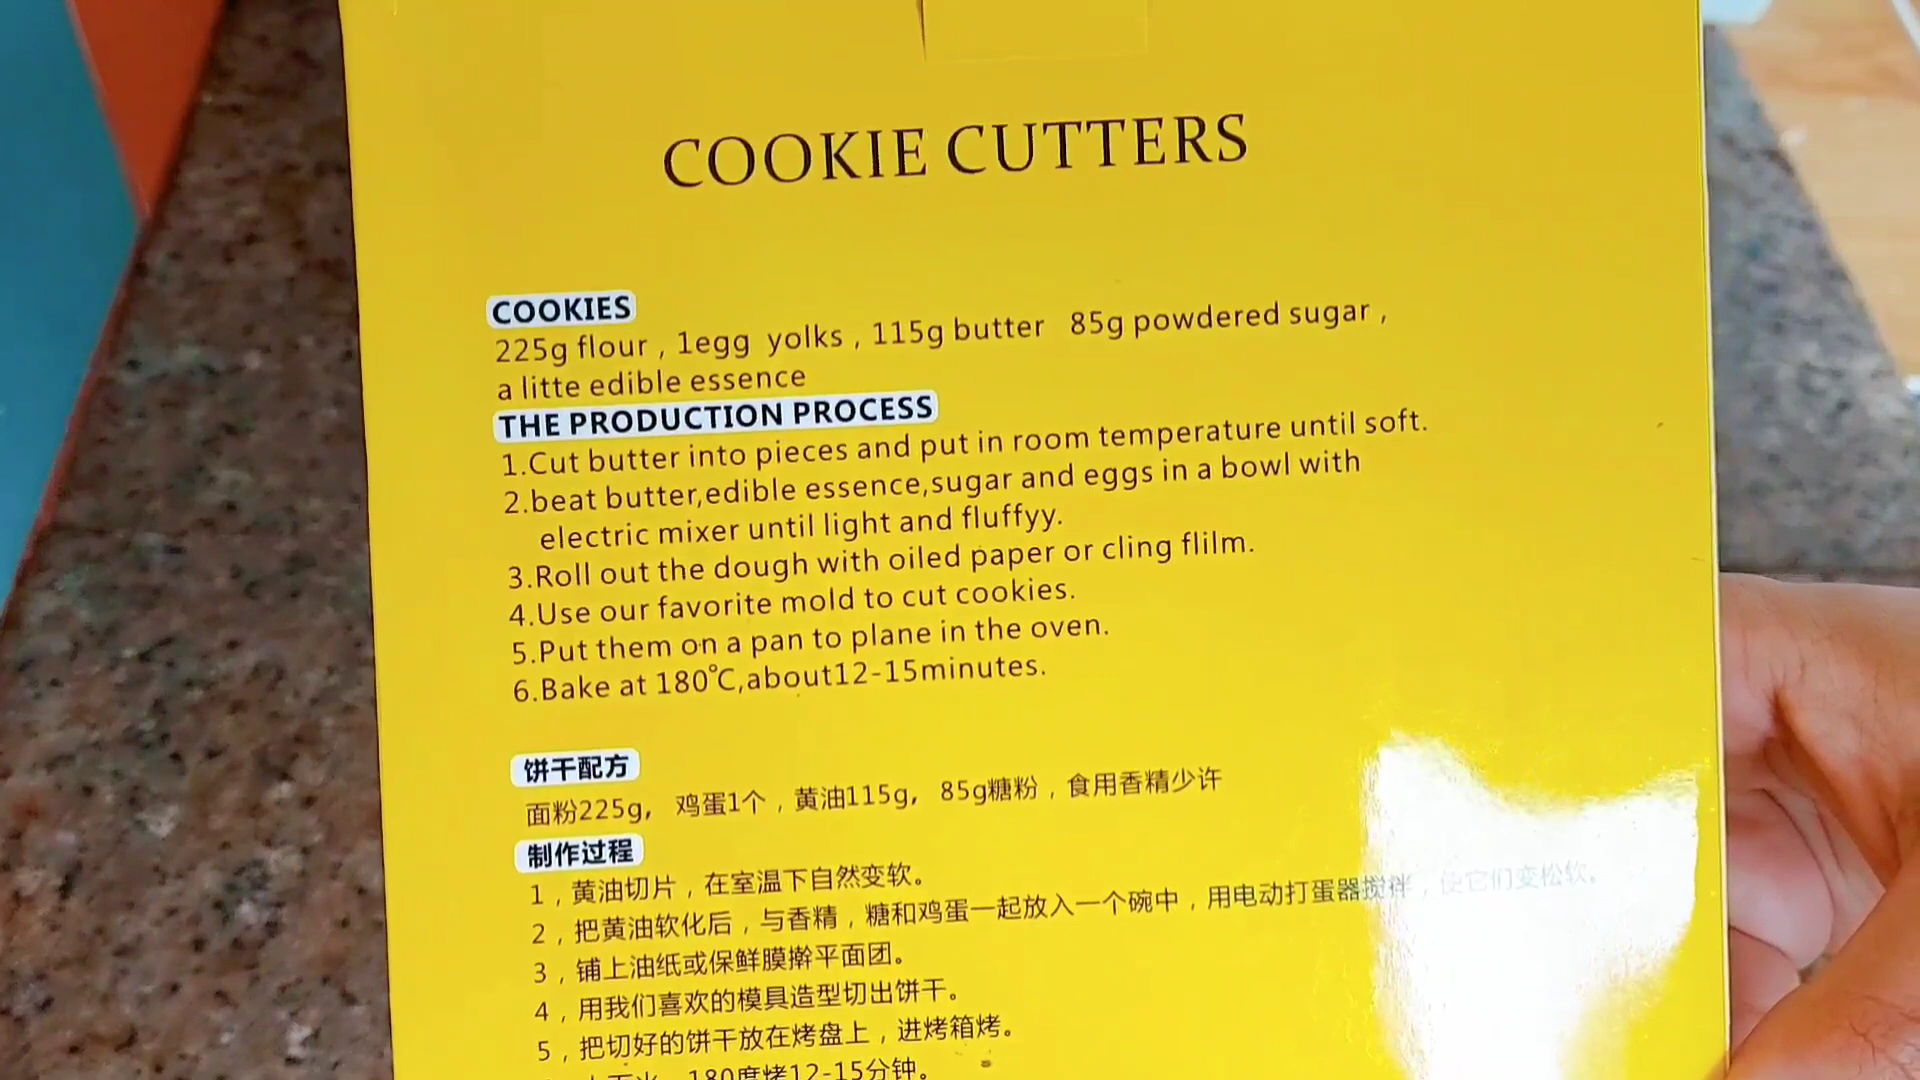 COOKIE CUTTERS
COOKIES
225g flour , 1egg yolks , 115g butter 85g powdered sugar ,
a litte edible essence
THE PRODUCTION PROCESS
1.Cut butter into pieces and put in room temperature until soft.
2.beat butter,edible essence,sugar and eggs in a bowl with
electric mixer until light and fluffyy.
3.Roll out the dough with oiled paper or cling flilm.
4.Use our favorite mold to cut cookies.
5.Put them on a pan to plane in the oven.
6.Bake at 180℃,about12-15minutes.
饼干配方
面粉225g, 鸡蛋1个，黄油115g, 85g糖粉，食用香精少许
制作过程
1，黄油切片，在室温下自然变软。
2，把黄油软化后，与香精，糖和鸡蛋一起放入一个碗中，用电动打蛋器搅拌，使它们变松软。
3，铺上油纸或保鲜膜擀平面团。
4，用我们喜欢的模具造型切出饼干。
5，把切好的饼干放在烤盘上，进烤箱烤。
180度烤12-15分钟。